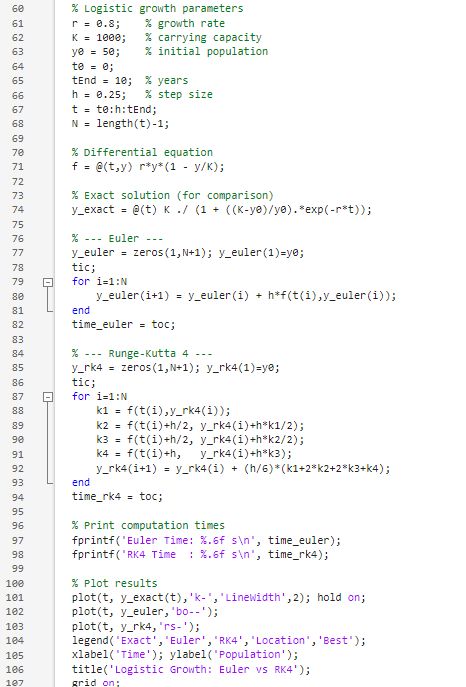 60 % Logistic growth parameters
61 r = 0.8; % growth rate
62 K = 1000; % carrying capacity
63 y0 = 50; % initial population
64 t0 = 0;
65 tEnd = 10; % years
66 h = 0.25; % step size
67 t = t0:h:tEnd;
68 N = length(t)-1;
69
70 % Differential equation
71 f = @(t,y) r*y*(1 - y/K);
72
73 % Exact solution (for comparison)
74 y_exact = @(t) K ./ (1 + ((K-y0)/y0).*exp(-r*t));
75
76 % --- Euler ---
77 y_euler = zeros(1,N+1); y_euler(1)=y0;
78 tic;
79 for i=1:N
80 y_euler(i+1) = y_euler(i) + h*f(t(i),y_euler(i));
81 end
82 time_euler = toc;
83
84 % --- Runge-Kutta 4 ---
85 y_rk4 = zeros(1,N+1); y_rk4(1)=y0;
86 tic;
87 for i=1:N
88 k1 = f(t(i),y_rk4(i));
89 k2 = f(t(i)+h/2, y_rk4(i)+h*k1/2);
90 k3 = f(t(i)+h/2, y_rk4(i)+h*k2/2);
91 k4 = f(t(i)+h, y_rk4(i)+h*k3);
92 y_rk4(i+1) = y_rk4(i) + (h/6)*(k1+2*k2+2*k3+k4);
93 end
94 time_rk4 = toc;
95
96 % Print computation times
97 fprintf('Euler Time: %.6f s\n', time_euler);
98 fprintf('RK4 Time : %.6f s\n', time_rk4);
99
100 % Plot results
101 plot(t, y_exact(t),'k-','LineWidth',2); hold on;
102 plot(t, y_euler,'bo--');
103 plot(t, y_rk4,'rs-');
104 legend('Exact','Euler','RK4','Location','Best');
105 xlabel('Time'); ylabel('Population');
106 title('Logistic Growth: Euler vs RK4');
107 grid on;